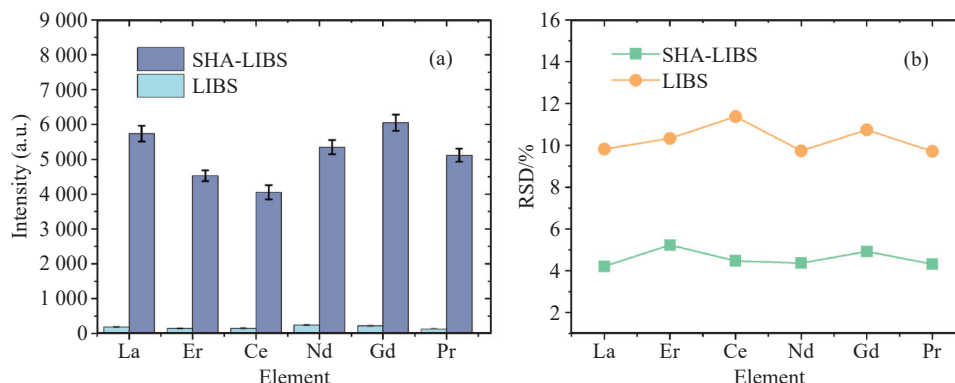 9 000
8 000
7 000
6 000
5 000
4 000
3 000
2 000
1 000
0
Intensity (a.u.)
SHA-LIBS
LIBS
(a)
La Er Ce Nd Gd Pr
Element
16
14
12
10
8
6
4
2
RSD/%
SHA-LIBS
LIBS
(b)
La Er Ce Nd Gd Pr
Element